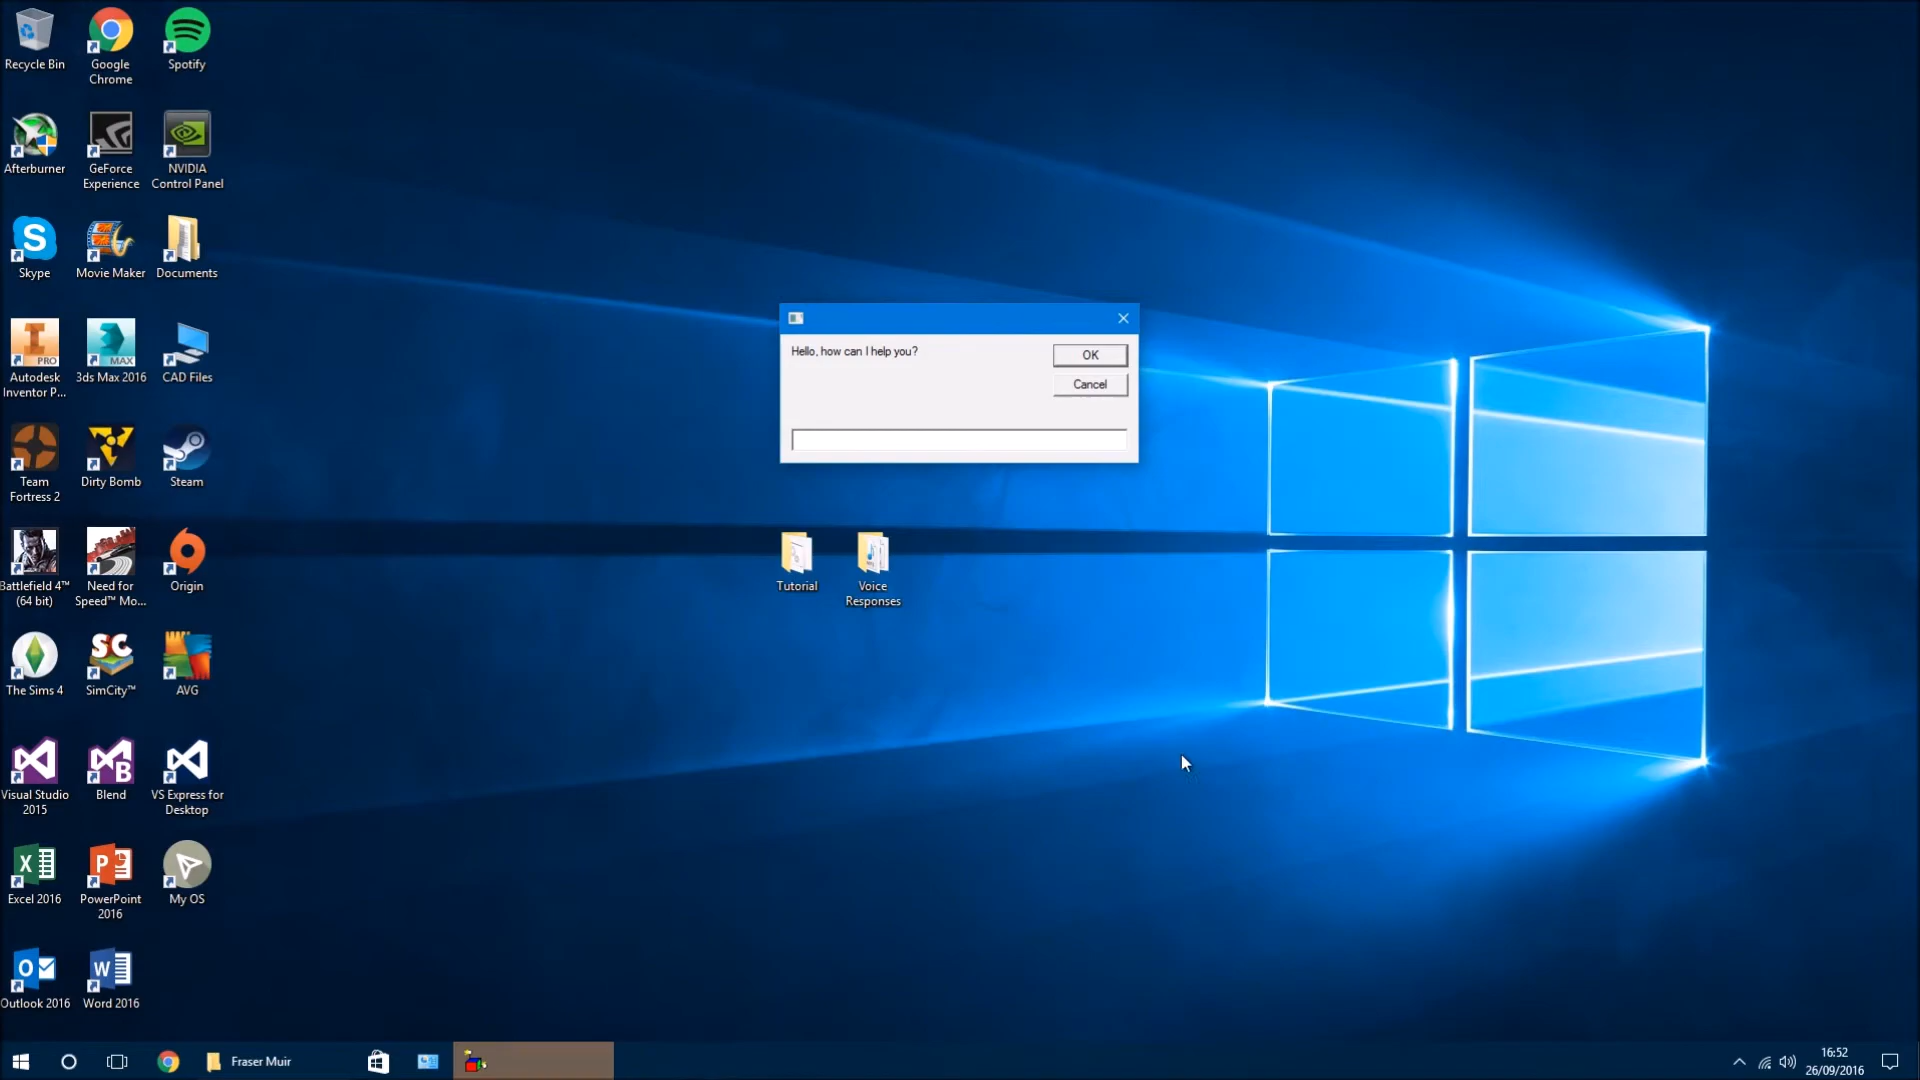 Recycle Bin
Google
Chrome
Spotify
Afterburner
GeForce
Experience
NVIDIA
Control Panel
Skype
Movie Maker
Documents
PRO
Autodesk
Inventor P...
MAX
3ds Max 2016
CAD Files
Team
Fortress 2
Dirty Bomb
Steam
Battlefield 4™
(64 bit)
Need for
Speed™ Mo...
Origin
The Sims 4
SC
SimCity™
AVG
Visual Studio
2015
B
Blend
VS Express for
Desktop
Excel 2016
PowerPoint
2016
My OS
Outlook 2016
Word 2016
Hello, how can I help you?
OK
Cancel
Tutorial
Voice
Responses
Fraser Muir
16:52
26/09/2016